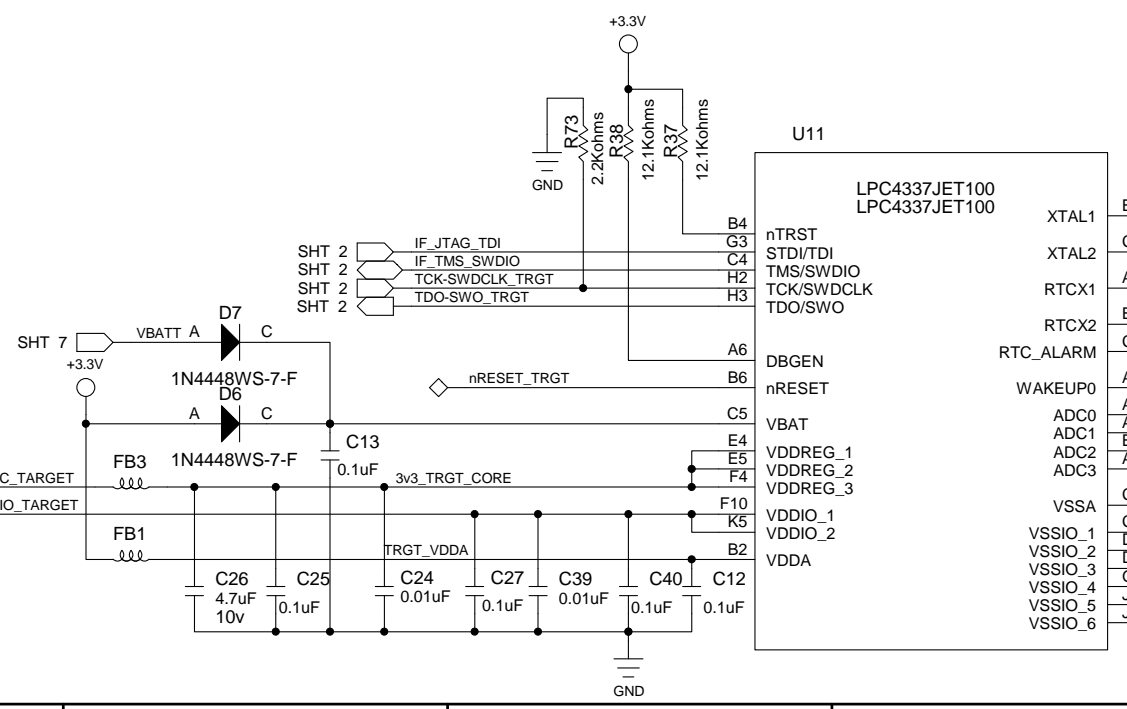 +3.3V
R73
2.2Kohms
R38
12.1Kohms
R37
12.1Kohms
GND
U11
LPC4337JET100
LPC4337JET100
B4
nTRST
SHT 2
IF_JTAG_TDI
G3
STDI/TDI
SHT 2
IF_TMS_SWDIO
C4
TMS/SWDIO
SHT 2
TCK-SWDCLK_TRGT
H2
TCK/SWDCLK
SHT 2
TDO-SWO_TRGT
H3
TDO/SWO
XTAL1
XTAL2
RTCX1
RTCX2
RTC_ALARM
WAKEUP0
ADC0
ADC1
ADC2
ADC3
VSSA
VSSIO_1
VSSIO_2
VSSIO_3
VSSIO_4
VSSIO_5
VSSIO_6
D7
SHT 7
VBATT
A
C
1N4448WS-7-F
+3.3V
D6
A
C
1N4448WS-7-F
A6
DBGEN
nRESET_TRGT
B6
nRESET
C5
VBAT
C13
0.1uF
E4
VDDREG_1
E5
VDDREG_2
F4
VDDREG_3
C_TARGET
FB3
3v3_TRGT_CORE
IO_TARGET
F10
VDDIO_1
K5
VDDIO_2
FB1
TRGT_VDDA
B2
VDDA
C26
4.7uF
10v
C25
0.1uF
C24
0.01uF
C27
0.1uF
C39
0.01uF
C40
0.1uF
C12
0.1uF
GND